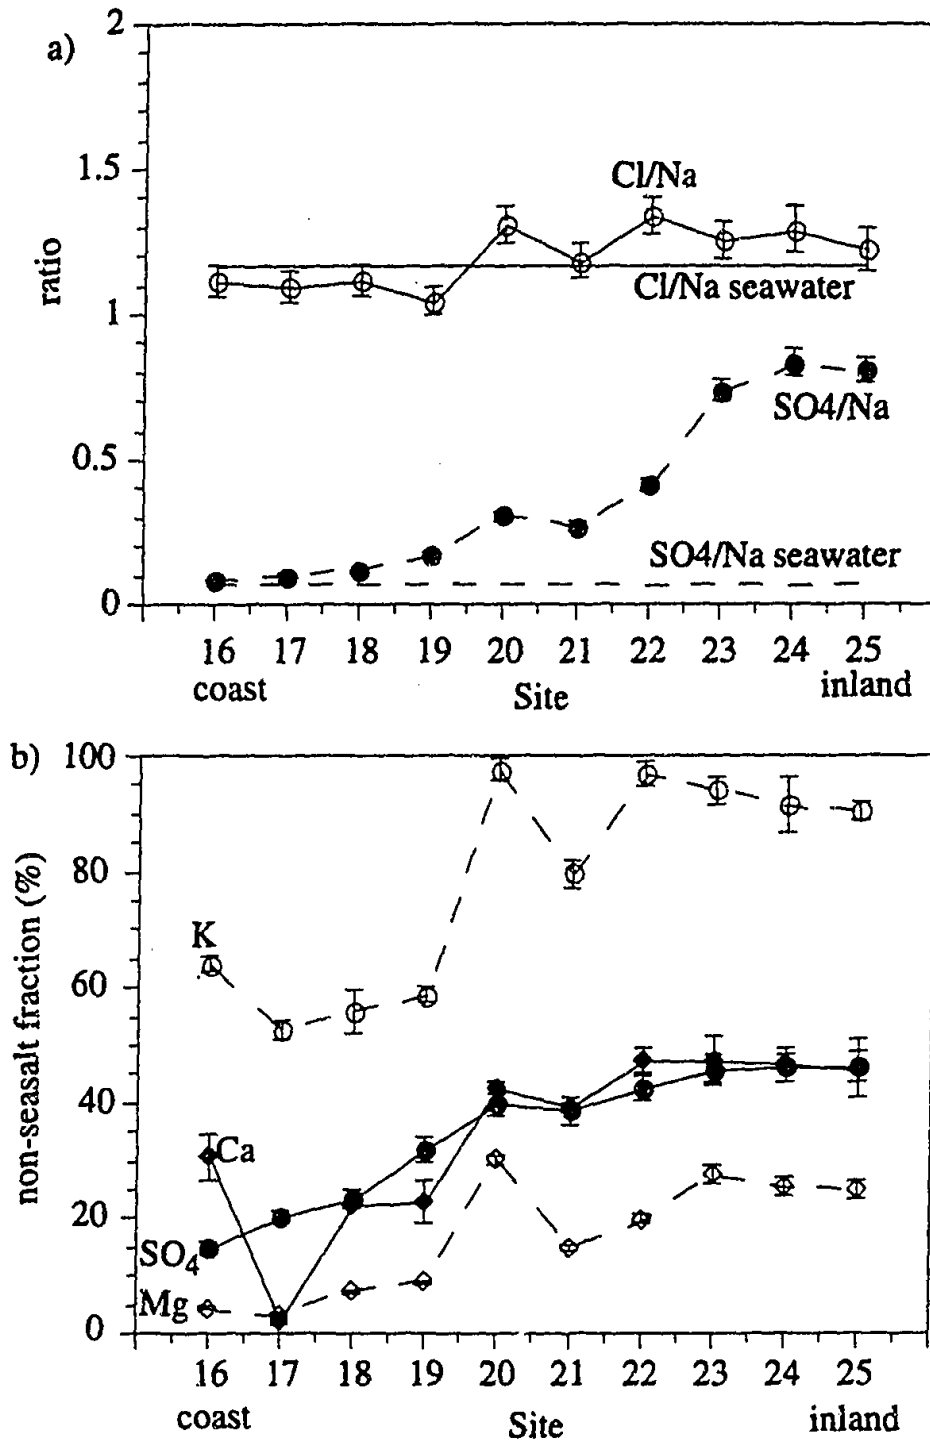 a)
2
1.5
1
0.5
0
ratio
Cl/Na
Cl/Na seawater
SO4/Na
SO4/Na seawater
16 17 18 19 20 21 22 23 24 25
coast Site inland
b)
100
80
60
40
20
0
non-seasalt fraction (%)
K
Ca
SO4
Mg
16 17 18 19 20 21 22 23 24 25
coast Site inland